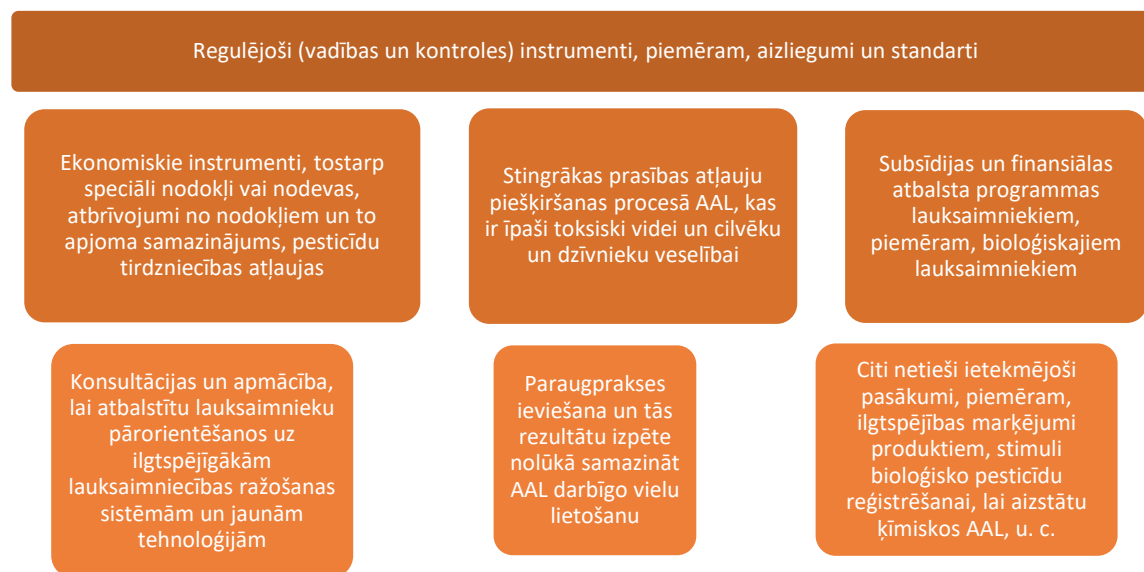 Regulējoši (vadības un kontroles) instrumenti, piemēram, aizliegumi un standarti
Ekonomiskie instrumenti, tostarp
speciāli nodokļi vai nodevas,
atbrīvojumi no nodokļiem un to
apjoma samazinājums, pesticīdu
tirdzniecības atļaujas
Stingrākas prasības atļauju
piešķiršanas procesā AAL, kas
ir īpaši toksiski videi un cilvēku
un dzīvnieku veselībai
Subsīdijas un finansiālas
atbalsta programmas
lauksaimniekiem,
piemēram, bioloģiskajiem
lauksaimniekiem
Konsultācijas un apmācība,
lai atbalstītu lauksaimnieku
pārorientēšanos uz
ilgtspējīgākām
lauksaimniecības ražošanas
sistēmām un jaunām
tehnoloģijām
Paraugprakses
ieviešana un tās
rezultātu izpēte
nolūkā samazināt
AAL darbīgo vielu
lietošanu
Citi netieši ietekmējoši
pasākumi, piemēram,
ilgtspējības marķējumi
produktiem, stimuli
bioloģisko pesticīdu
reģistrēšanai, lai aizstātu
ķīmiskos AAL, u. c.